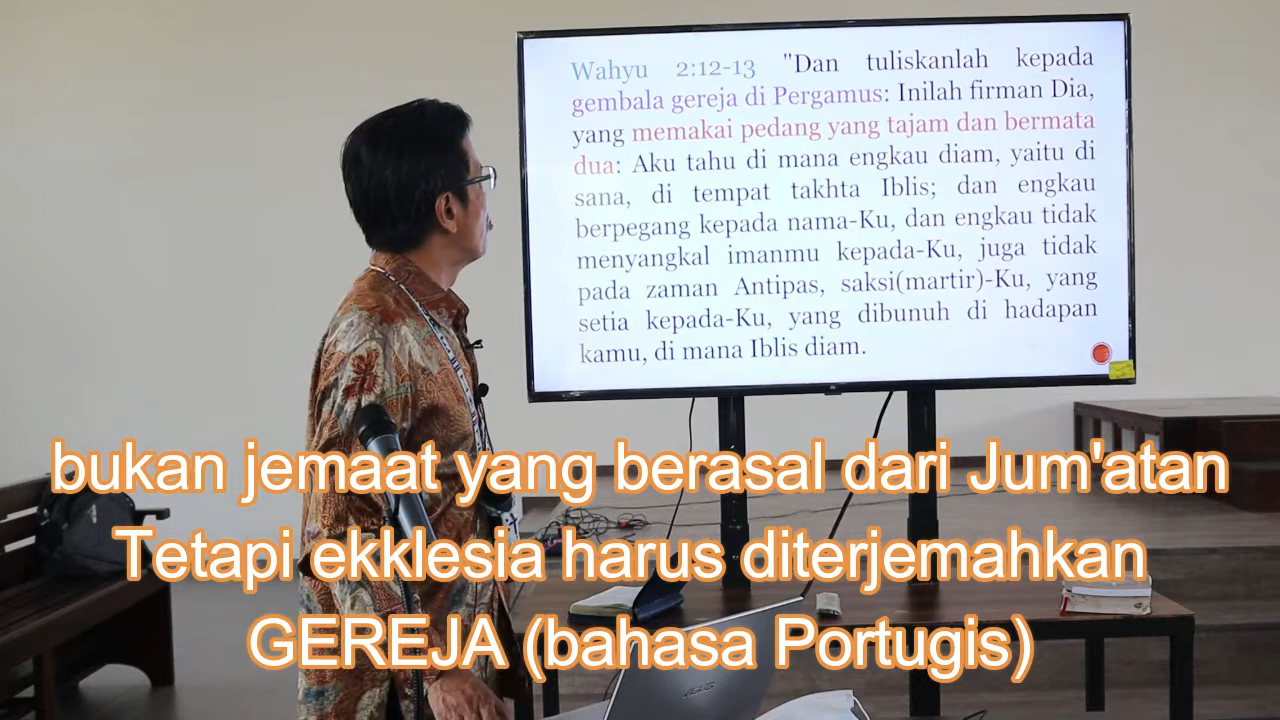 Wahyu 2:12-13 "Dan tuliskanlah kepada
gembala gereja di Pergamus: Inilah firman Dia,
yang memakai pedang yang tajam dan bermata
dua: Aku tahu di mana engkau diam, yaitu di
sana, di tempat takhta Iblis; dan engkau
berpegang kepada nama-Ku, dan engkau tidak
menyangkal imanmu kepada-Ku, juga tidak
pada zaman Antipas, saksi(martir)-Ku, yang
setia kepada-Ku, yang dibunuh di hadapan
kamu, di mana Iblis diam.
bukan jemaat yang berasal dari Jum'atan
Tetapi ekklesia harus diterjemahkan
GEREJA (bahasa Portugis)
ASUS